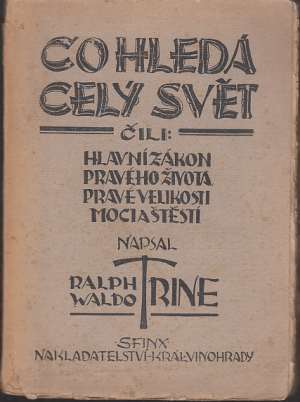 CO HLEDÁ
CELÝ SVĚT
ČILI:
HLAVNÍ ZÁKON
PRAVÉHO ŽIVOTA
PRAVÉ VELIKOSTI
MOCI A ŠTĚSTÍ
NAPSAL
RALPH
WALDO TRINE
SFINX
NAKLADATELSTVÍ-KRÁL.VINOHRADY